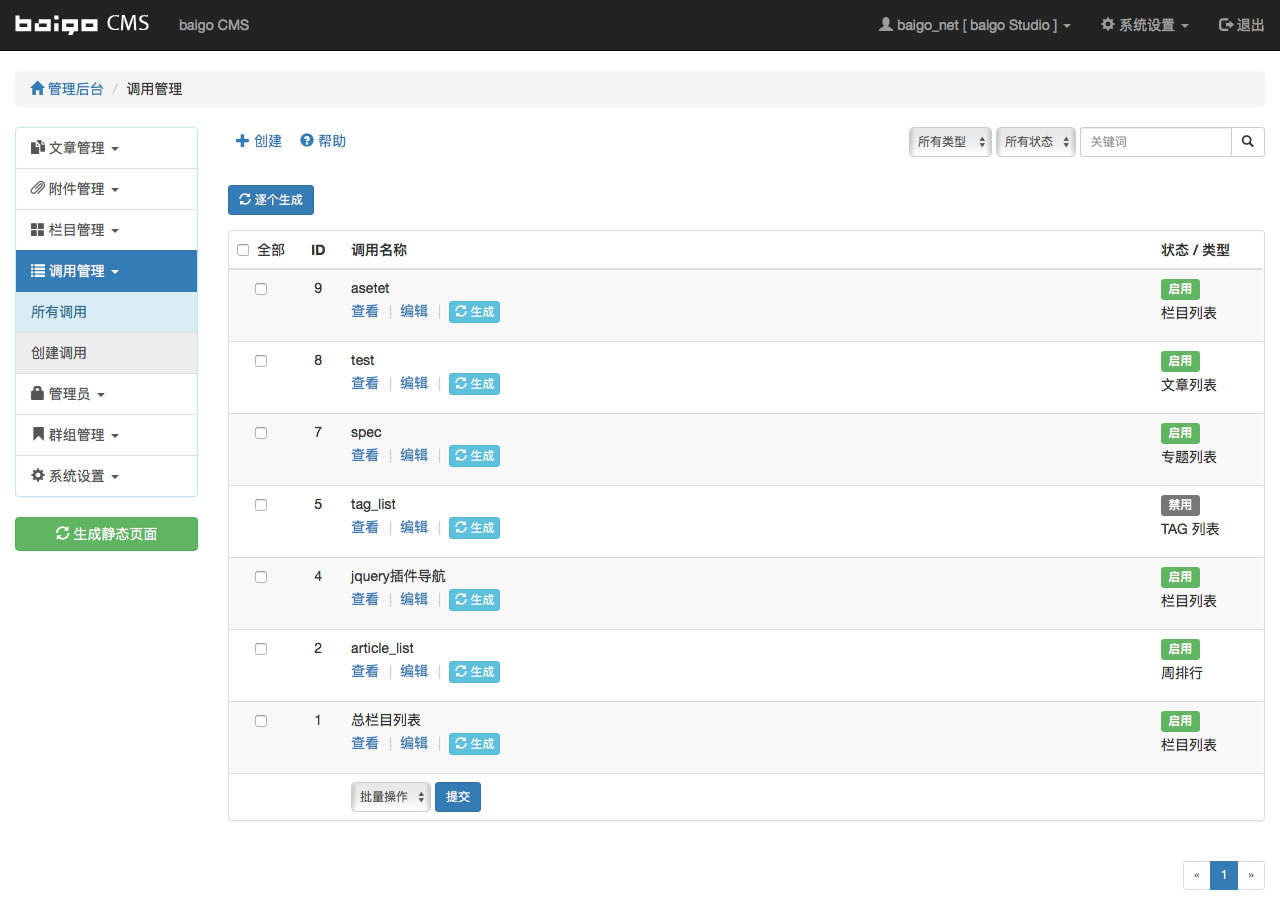 baigo CMS baigo CMS baigo_net [ baigo Studio ] 系统设置 退出
管理后台 / 调用管理
文章管理
附件管理
栏目管理
调用管理
所有调用
创建调用
管理员
群组管理
系统设置
生成静态页面
创建 帮助 所有类型 所有状态 关键词
逐个生成
全部 ID 调用名称 状态 / 类型
9 asetet 启用
查看 | 编辑 | 生成 栏目列表
8 test 启用
查看 | 编辑 | 生成 文章列表
7 spec 启用
查看 | 编辑 | 生成 专题列表
5 tag_list 禁用
查看 | 编辑 | 生成 TAG 列表
4 jquery插件导航 启用
查看 | 编辑 | 生成 栏目列表
2 article_list 启用
查看 | 编辑 | 生成 周排行
1 总栏目列表 启用
查看 | 编辑 | 生成 栏目列表
批量操作 提交
« 1 »